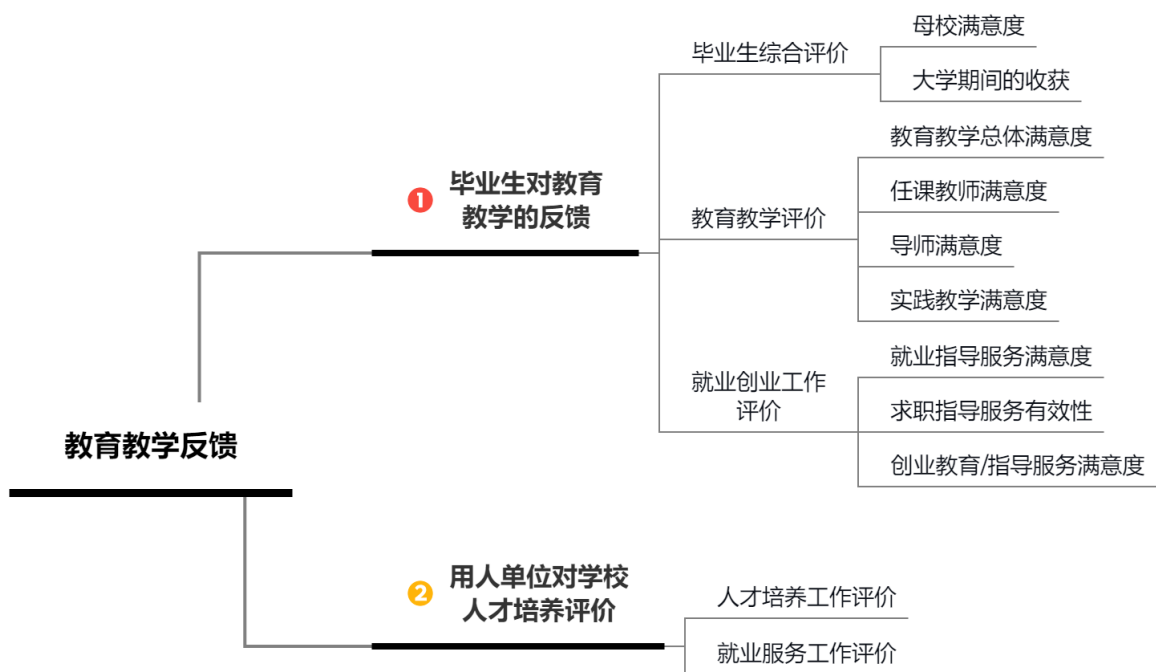 教育教学反馈
1
毕业生对教育
教学的反馈
毕业生综合评价
母校满意度
大学期间的收获
教育教学评价
教育教学总体满意度
任课教师满意度
导师满意度
实践教学满意度
就业创业工作
评价
就业指导服务满意度
求职指导服务有效性
创业教育/指导服务满意度
2
用人单位对学校
人才培养评价
人才培养工作评价
就业服务工作评价